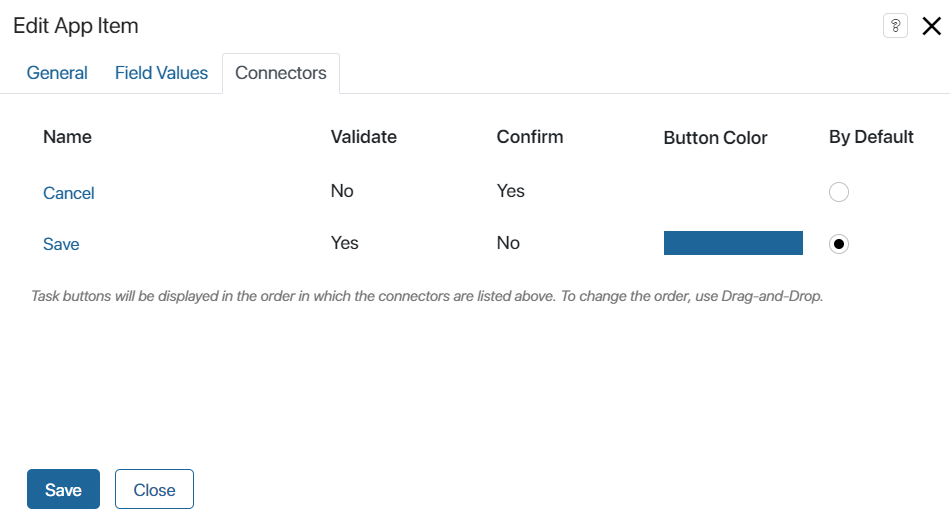 Edit App Item ?
General Field Values Connectors
Name Validate Confirm Button Color By Default
Cancel No Yes
Save Yes No
Task buttons will be displayed in the order in which the connectors are listed above. To change the order, use Drag-and-Drop.
Save Close